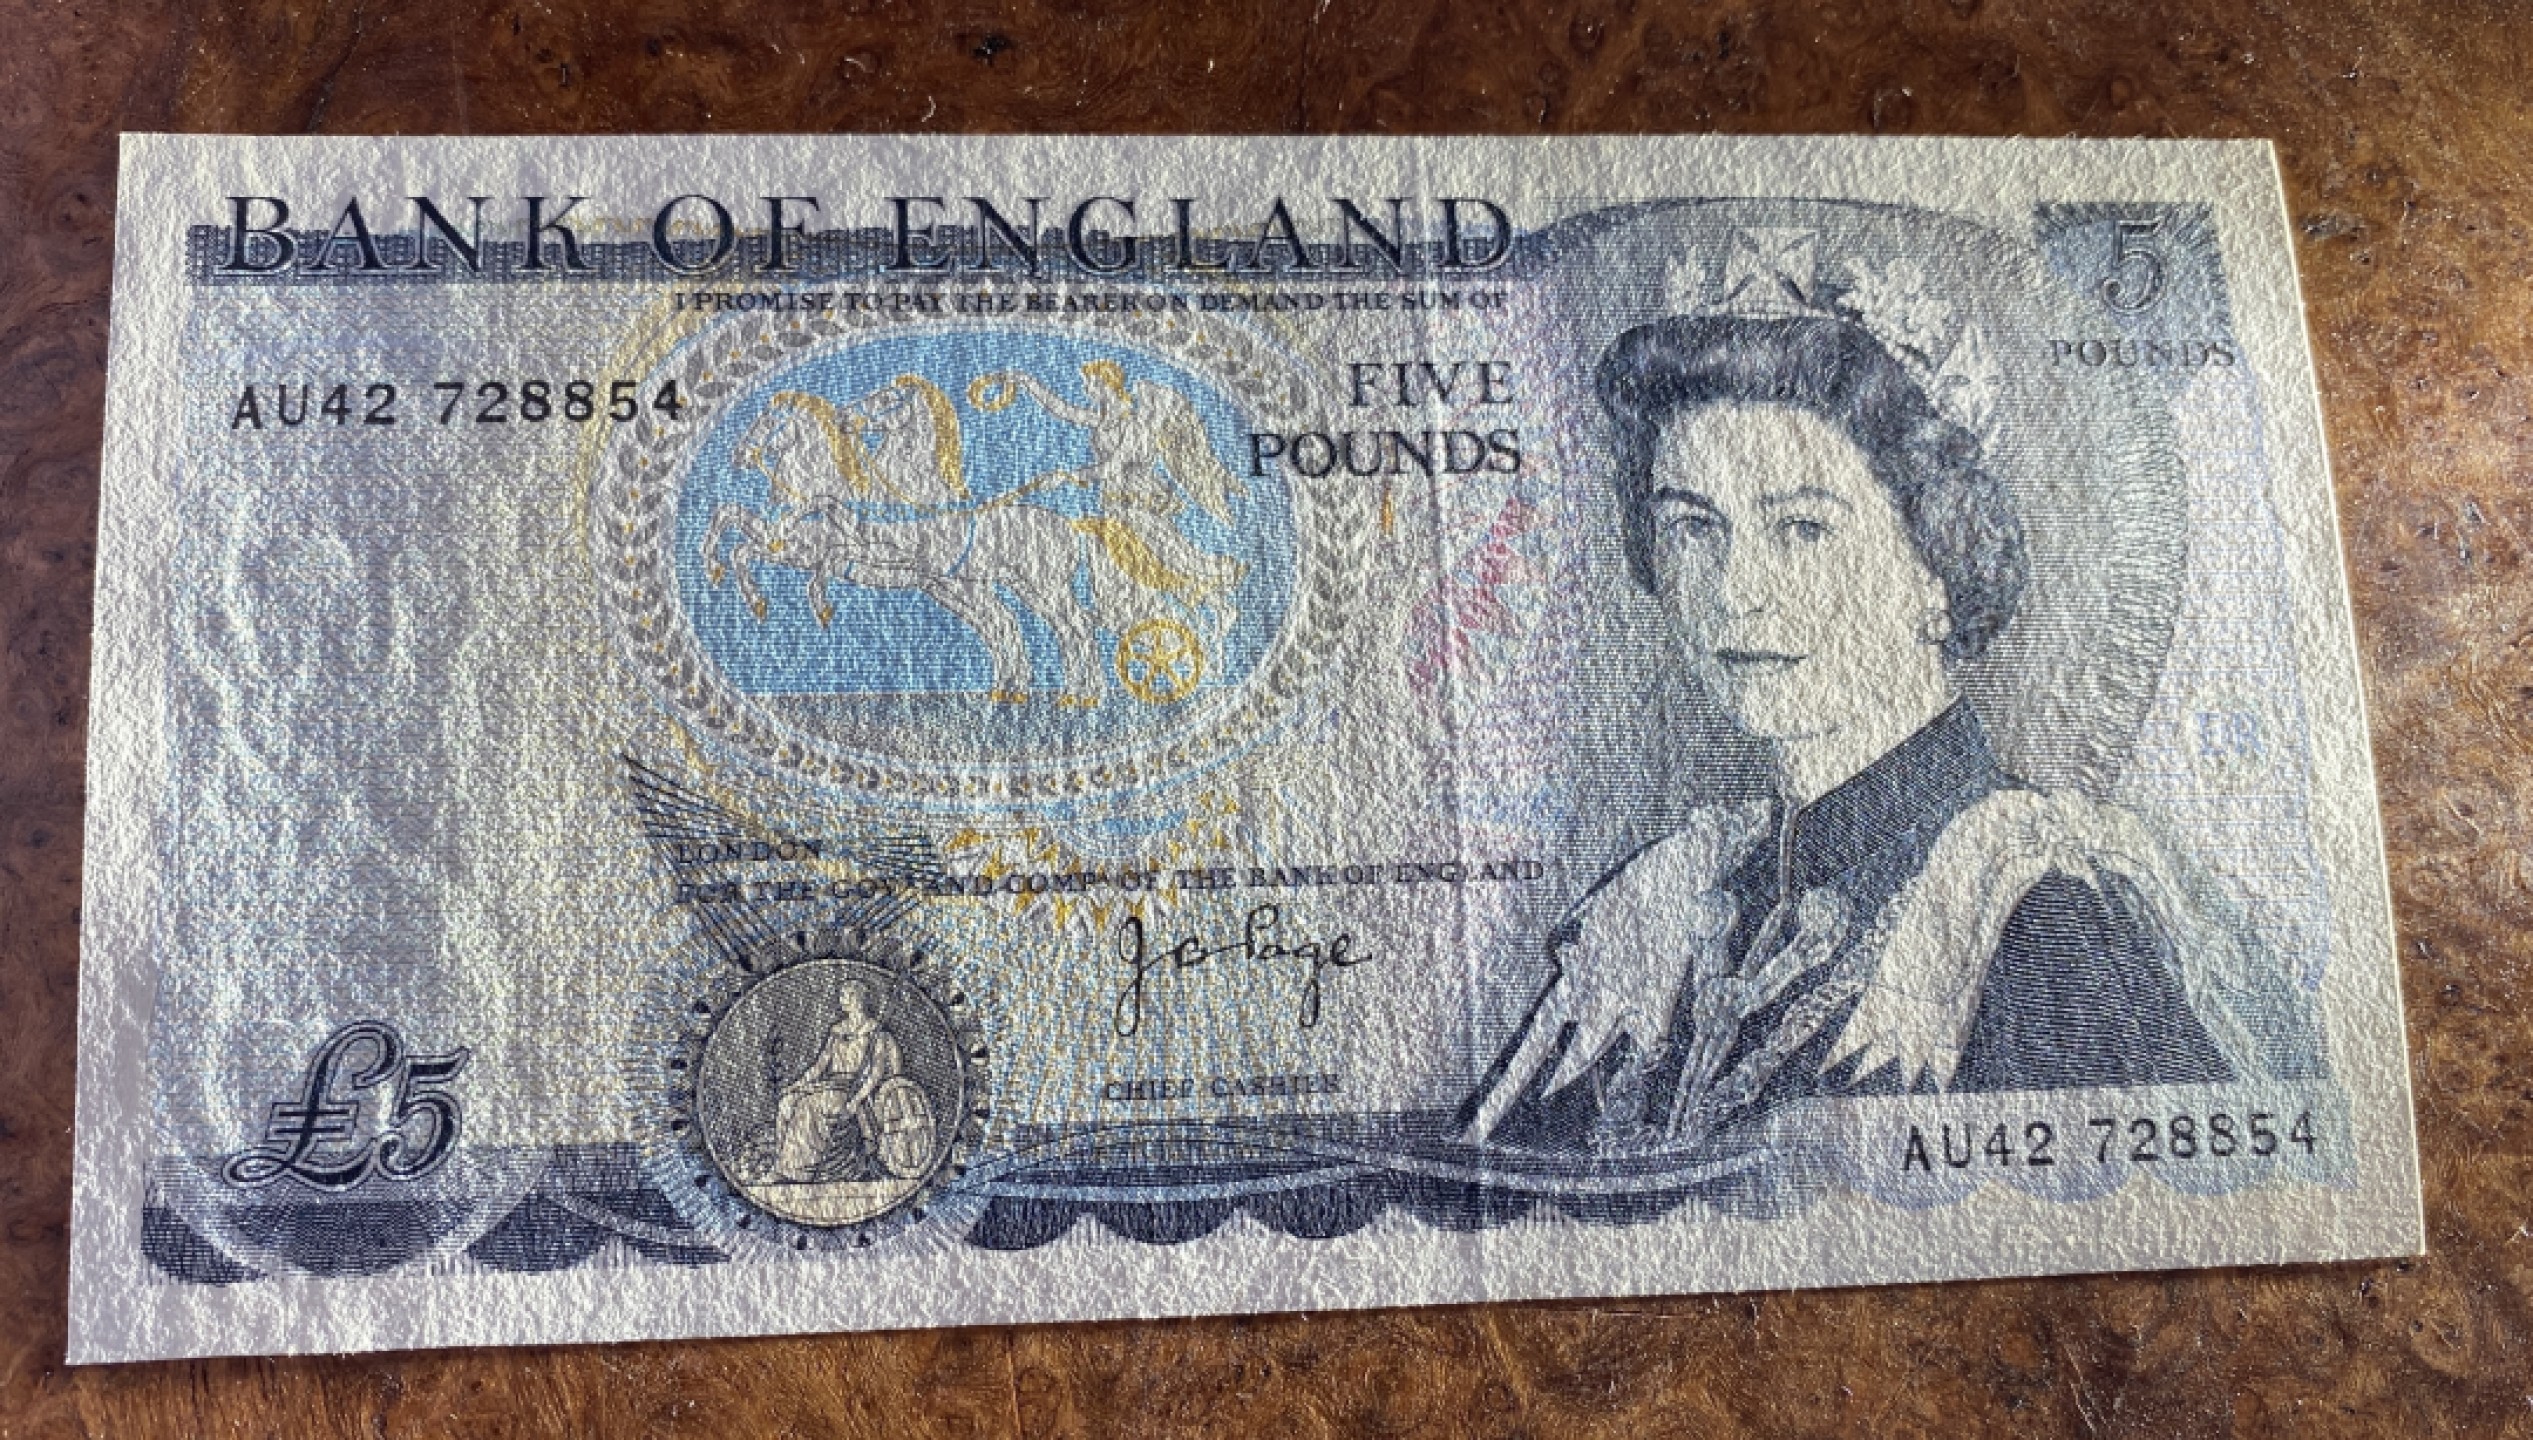 BANK OF ENGLAND
I PROMISE TO PAY THE BEARER ON DEMAND THE SUM OF
5
POUNDS
AU42 728854
FIVE
POUNDS
LONDON
FOR THE GOVR AND COMPA OF THE BANK OF ENGLAND
JB Page
CHIEF CASHIER
£5
AU42 728854